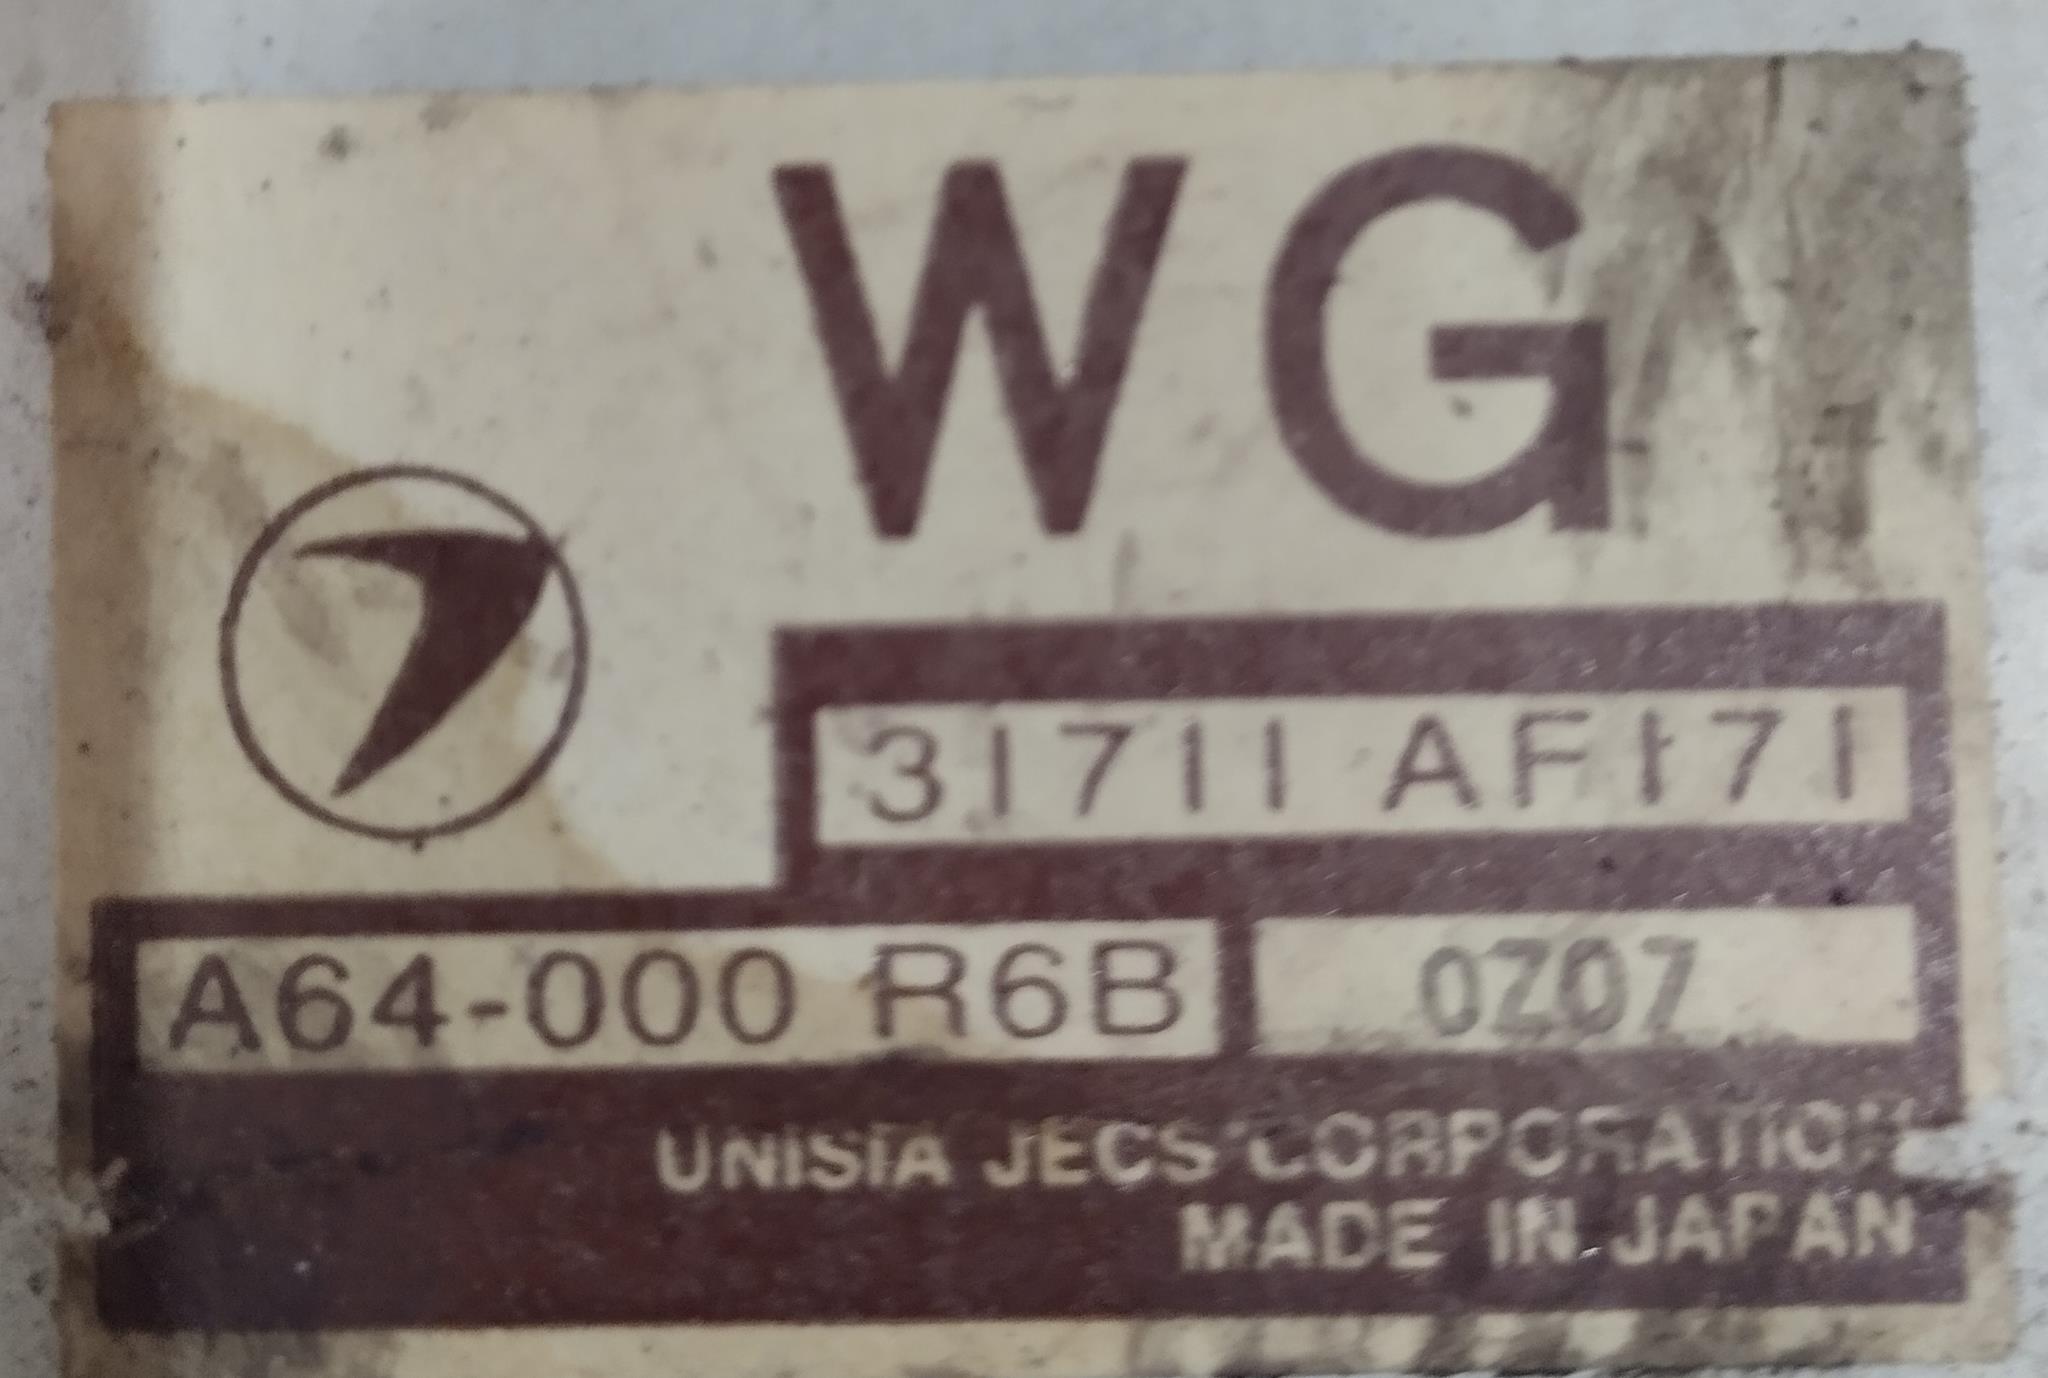 WG
31711 AF171
A64-000 R6B 0Z07
UNISIA JECS CORPORATION
MADE IN JAPAN